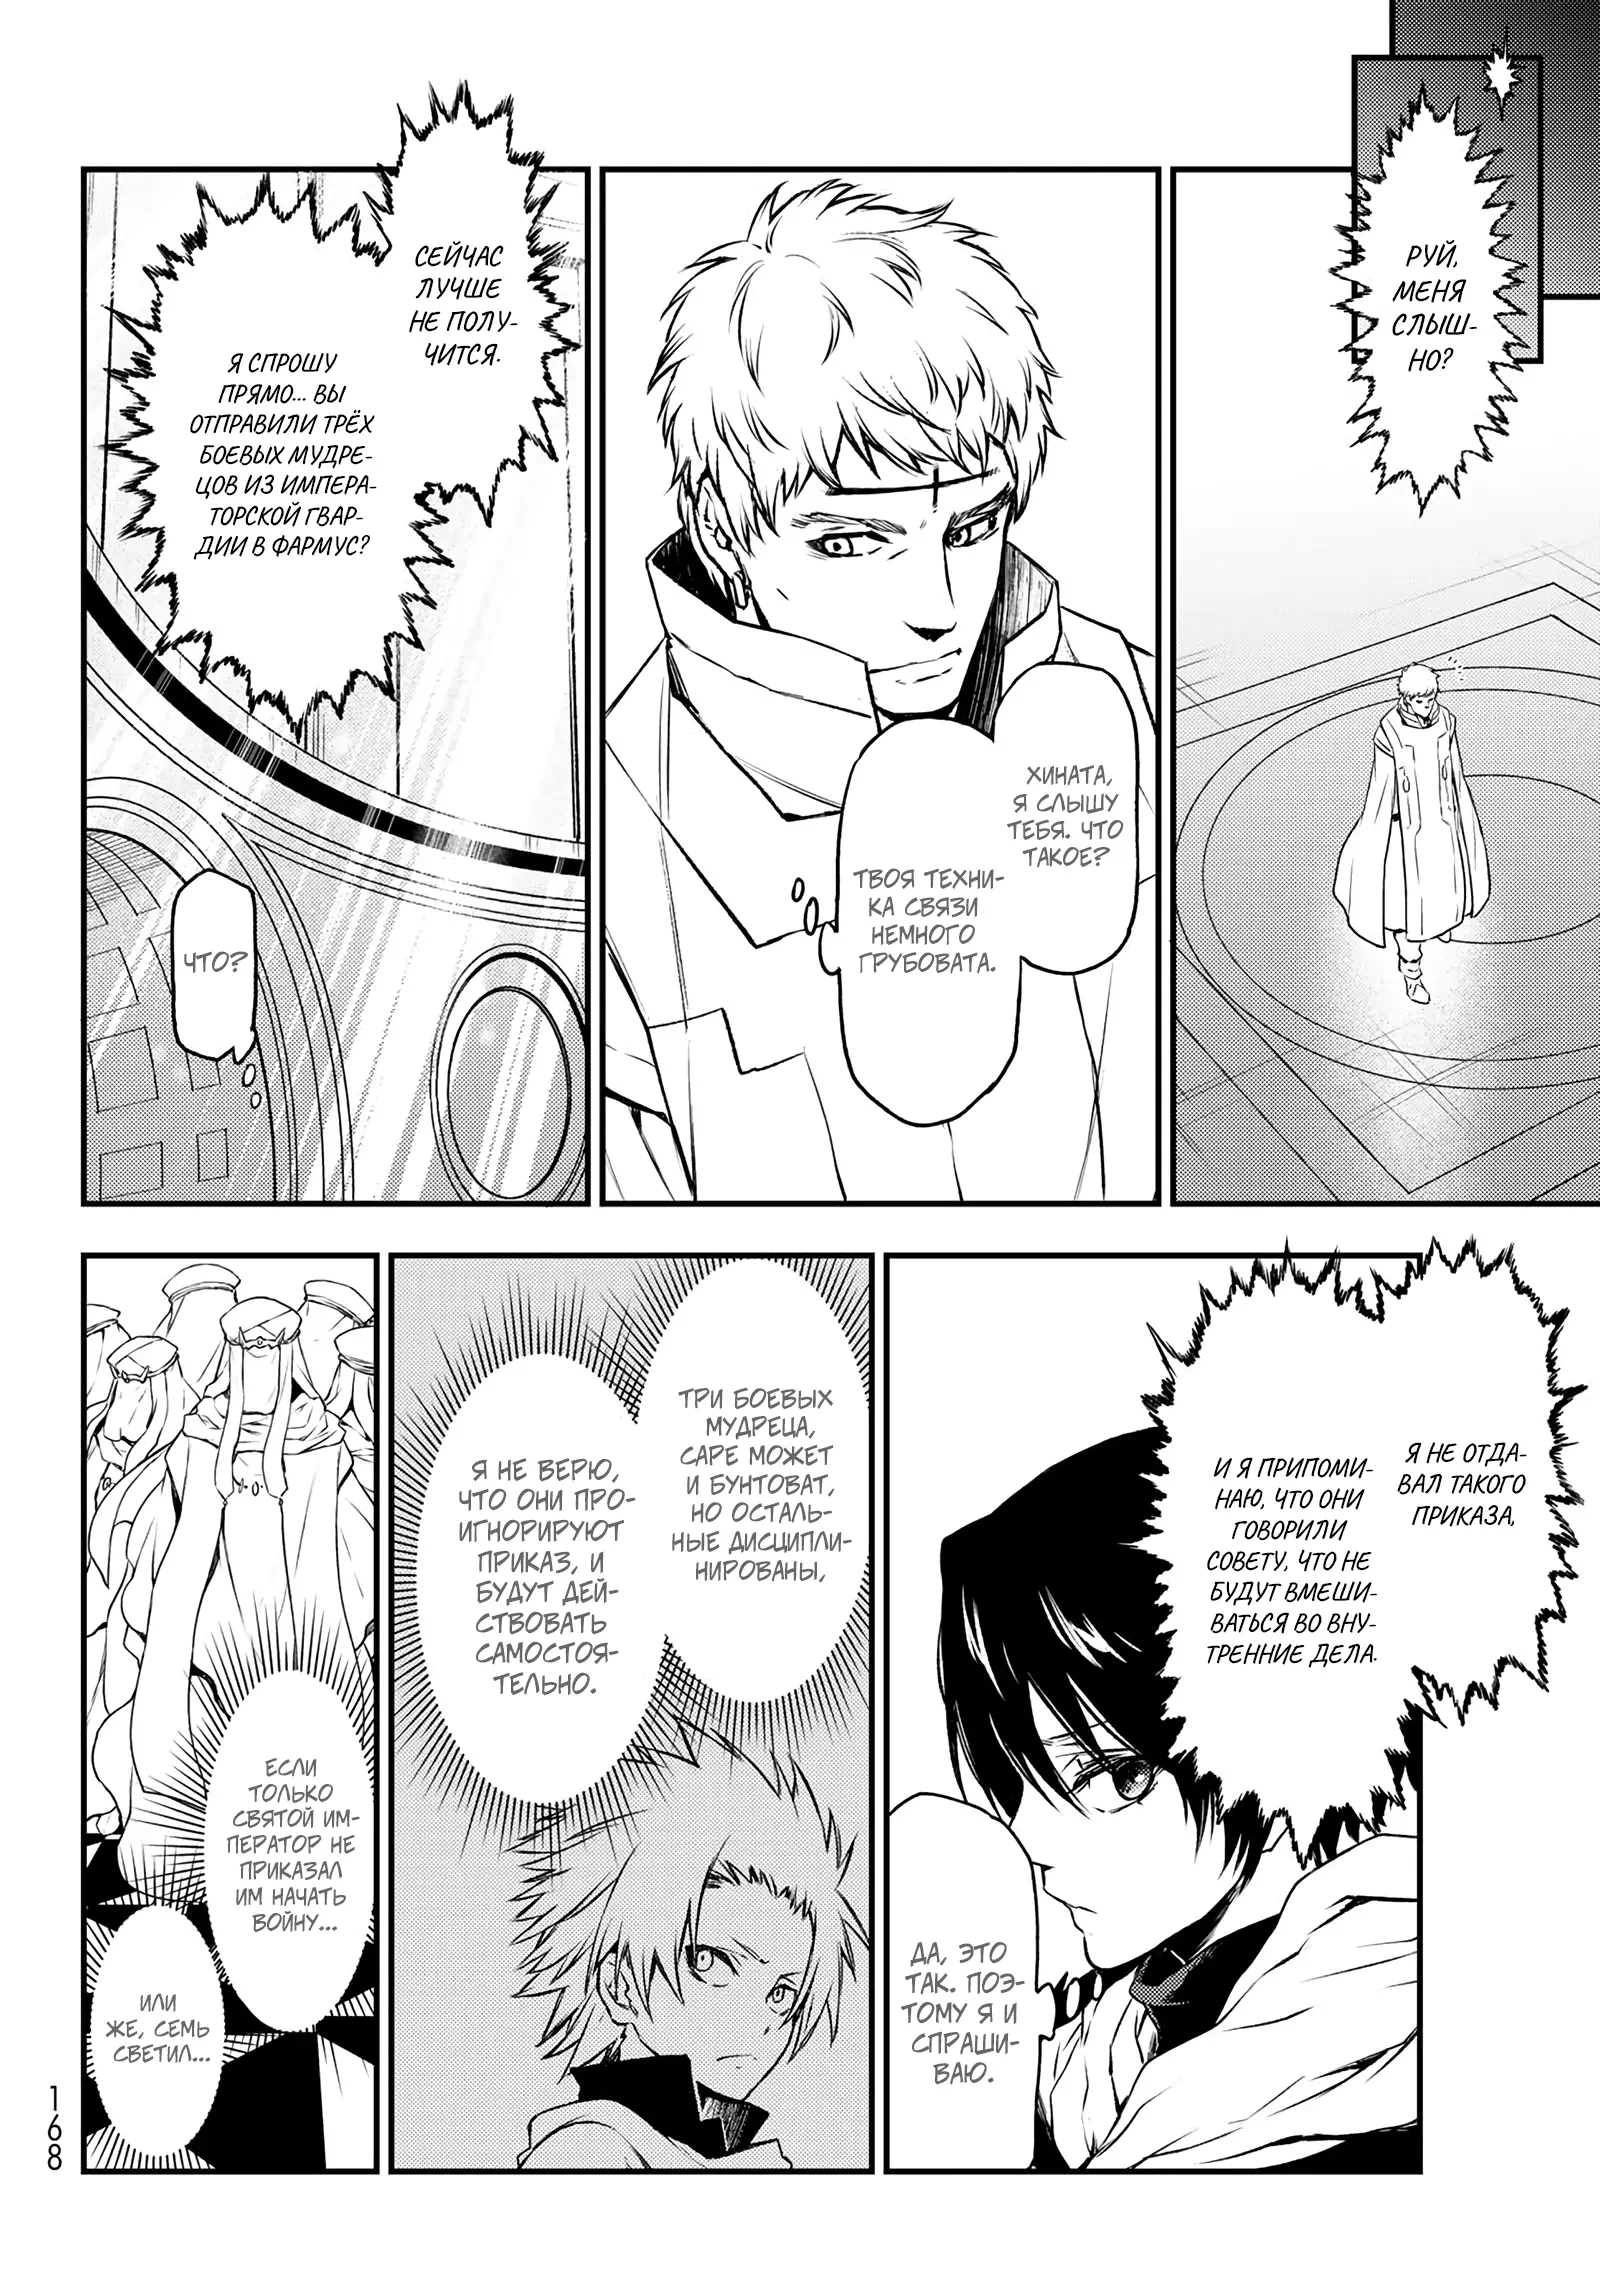 РУЙ,
МЕНЯ
СЛЫШ-
НО?
ХИНАТА,
Я СЛЫШУ
ТЕБЯ. ЧТО
ТАКОЕ?
ТВОЯ ТЕХНИ-
КА СВЯЗИ
НЕМНОГО
ГРУБОВАТА.
СЕЙЧАС
ЛУЧШЕ
НЕ ПОЛУ-
ЧИТСЯ.
Я СПРОШУ
ПРЯМО... ВЫ
ОТПРАВИЛИ ТРЁХ
БОЕВЫХ МУДРЕ-
ЦОВ ИЗ ИМПЕРА-
ТОРСКОЙ ГВАР-
ДИИ В ФАРМУС?
ЧТО?
Я НЕ ОТДА-
ВАЛ ТАКОГО
ПРИКАЗА,
И Я ПРИПОМИ-
НАЮ, ЧТО ОНИ
ГОВОРИЛИ
СОВЕТУ, ЧТО НЕ
БУДУТ ВМЕШИ-
ВАТЬСЯ ВО ВНУ-
ТРЕННИЕ ДЕЛА.
ДА, ЭТО
ТАК. ПОЭ-
ТОМУ Я И
СПРАШИ-
ВАЮ.
ТРИ БОЕВЫХ
МУДРЕЦА,
САРЕ МОЖЕТ
И БУНТОВАТ,
НО ОСТАЛЬ-
НЫЕ ДИСЦИПЛИ-
НИРОВАНЫ,
Я НЕ ВЕРЮ,
ЧТО ОНИ ПРО-
ИГНОРИРУЮТ
ПРИКАЗ, И
БУДУТ ДЕЙ-
СТВОВАТЬ
САМОСТОЯ-
ТЕЛЬНО.
ЕСЛИ
ТОЛЬКО
СВЯТОЙ ИМ-
ПЕРАТОР НЕ
ПРИКАЗАЛ
ИМ НАЧАТЬ
ВОЙНУ...
ИЛИ
ЖЕ, СЕМЬ
СВЕТИЛ...
168